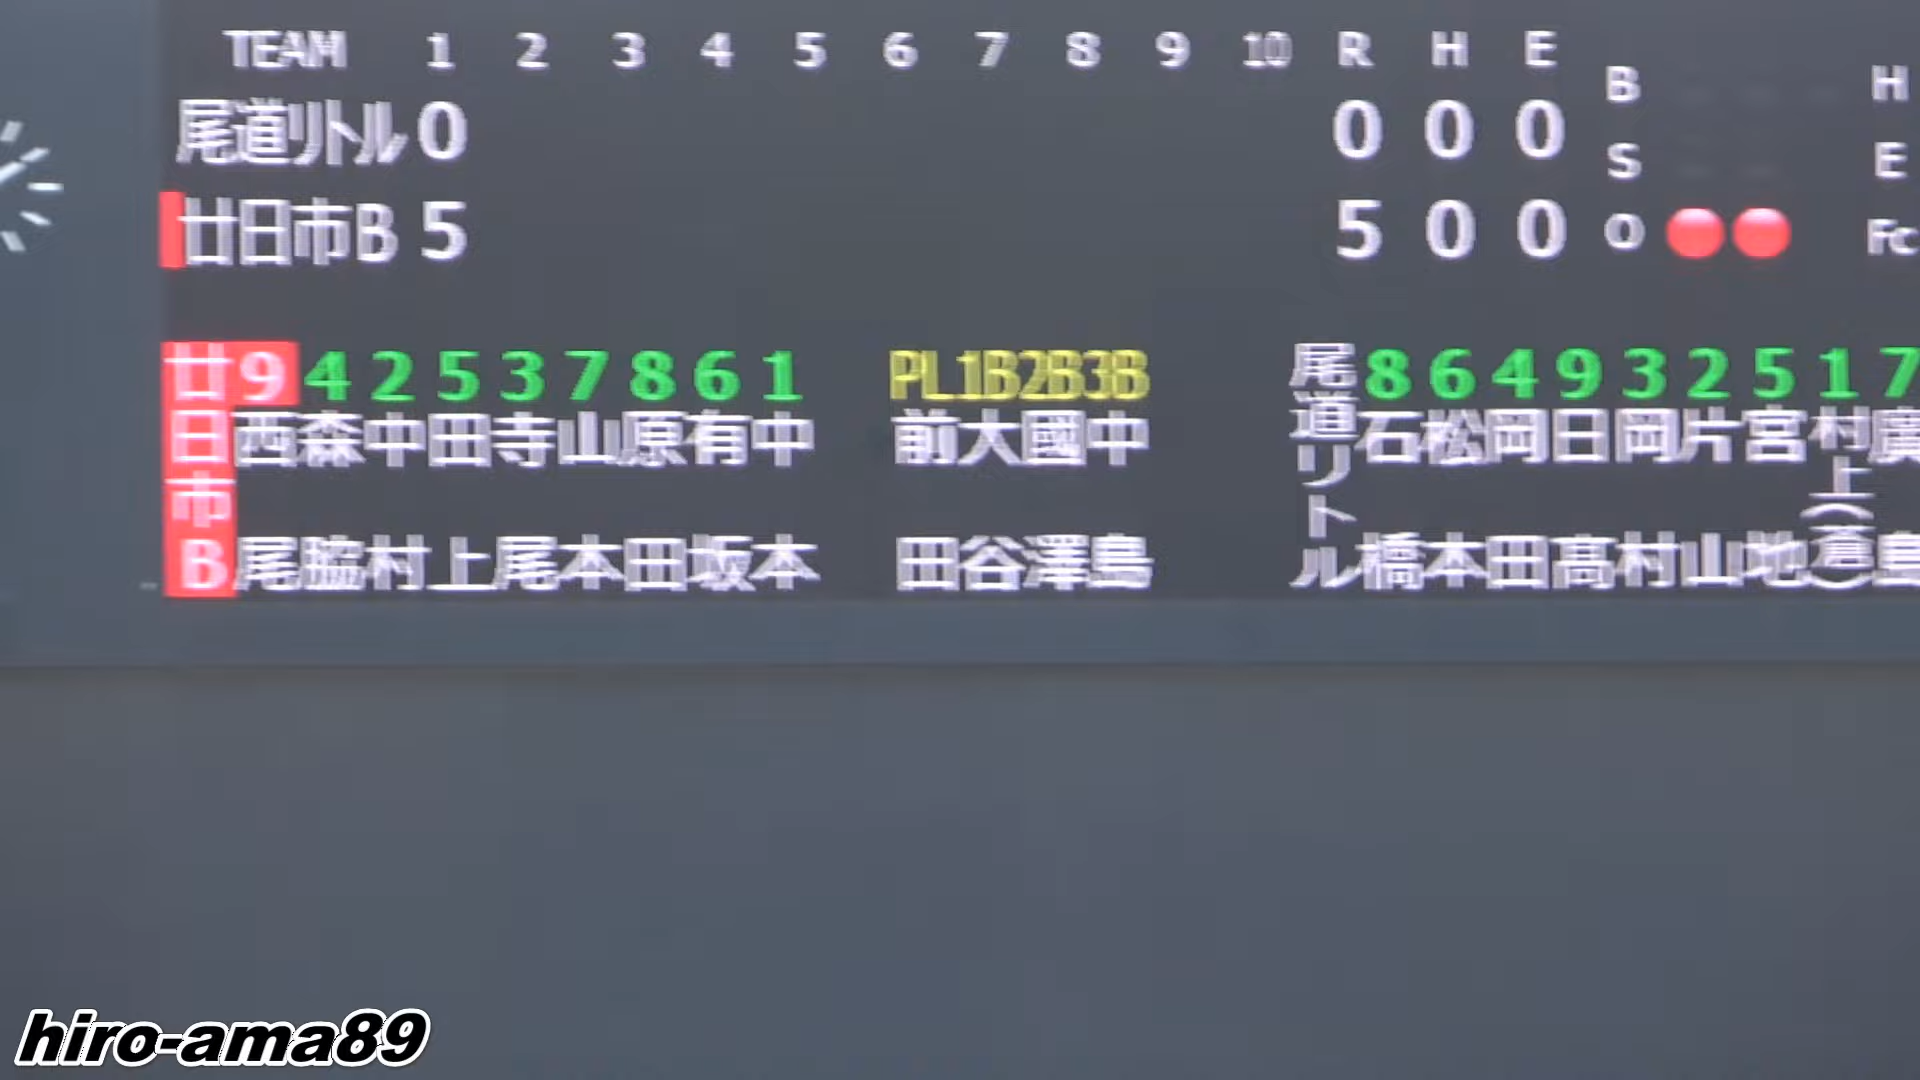 TEAM 1 2 3 4 5 6 7 8 9 10 R H E
尾道リトル 0 0 0 0 B H
廿日市B 5 5 0 0 S E
O Fc
廿日市B
9 4 2 5 3 7 8 6 1
西尾 森脇 中村 田上 寺尾 山本 原田 有坂 中本
PL 1B 2B 3B
前田 大谷 國澤 中島
尾道リトル
8 6 4 9 3 2 5 1 7
石橋 松本 岡田 日高 岡村 片山 宮地 村上(倉) 廣島
hiro-ama89